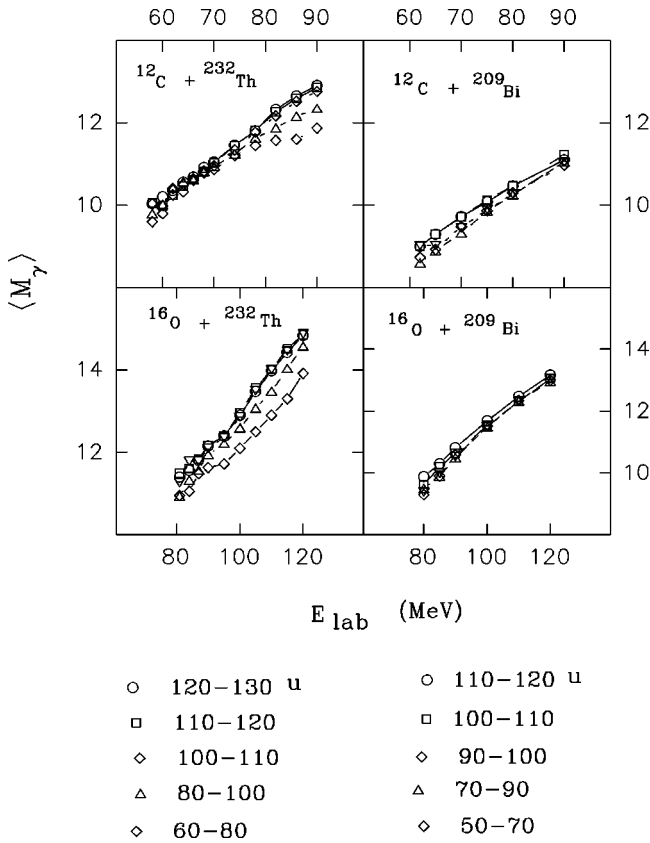 60 70 80 90
60 70 80 90
¹²C + ²³²Th
¹²C + ²⁰⁹Bi
12
10
12
10
⟨M_γ⟩
¹⁶O + ²³²Th
¹⁶O + ²⁰⁹Bi
14
12
14
12
10
80 100 120
80 100 120
E_lab (MeV)
120−130 u
110−120
100−110
80−100
60−80
110−120 u
100−110
90−100
70−90
50−70